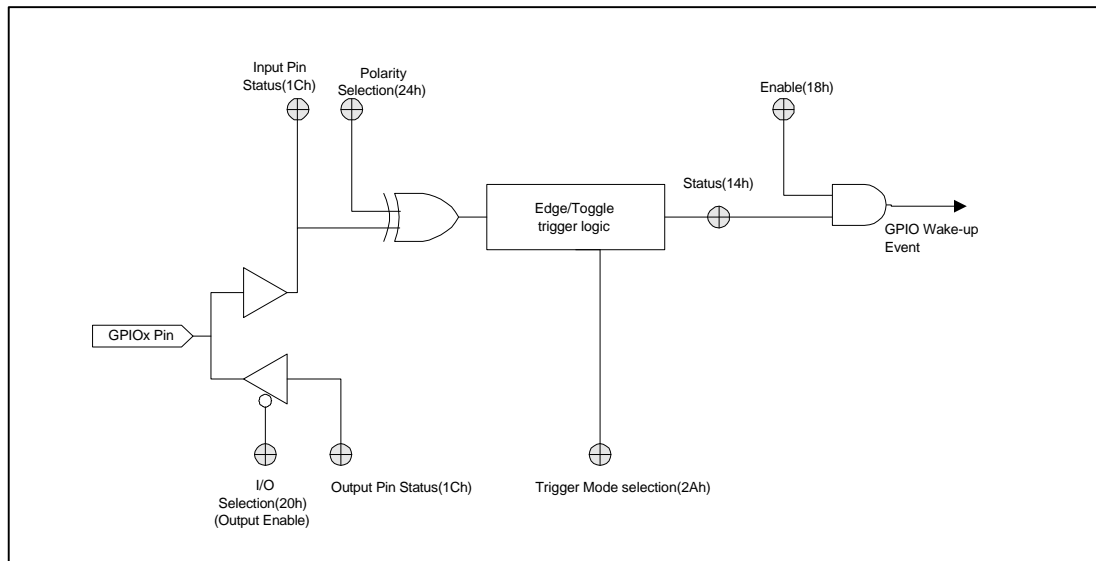 Input Pin
Status(1Ch)
Polarity
Selection(24h)
Enable(18h)
Status(14h)
Edge/Toggle
trigger logic
GPIO Wake-up
Event
GPIOx Pin
I/O
Selection(20h)
(Output Enable)
Output Pin Status(1Ch)
Trigger Mode selection(2Ah)